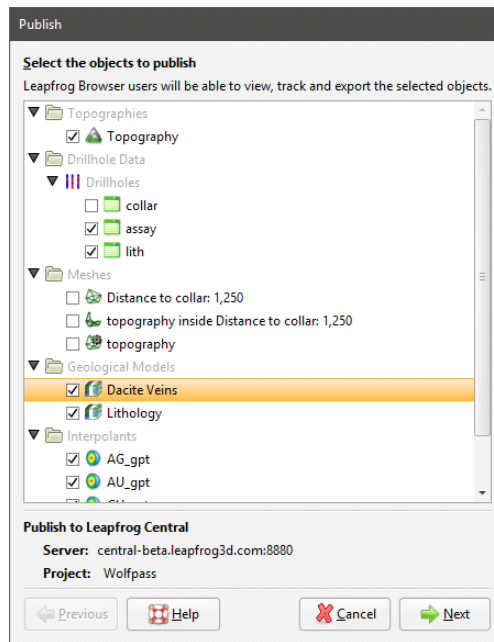 Publish
Select the objects to publish
Leapfrog Browser users will be able to view, track and export the selected objects.
Topographies
Topography
Drillhole Data
Drillholes
collar
assay
lith
Meshes
Distance to collar: 1,250
topography inside Distance to collar: 1,250
topography
Geological Models
Dacite Veins
Lithology
Interpolants
AG_gpt
AU_gpt
Publish to Leapfrog Central
Server: central-beta.leapfrog3d.com:8880
Project: Wolfpass
Previous Help Cancel Next